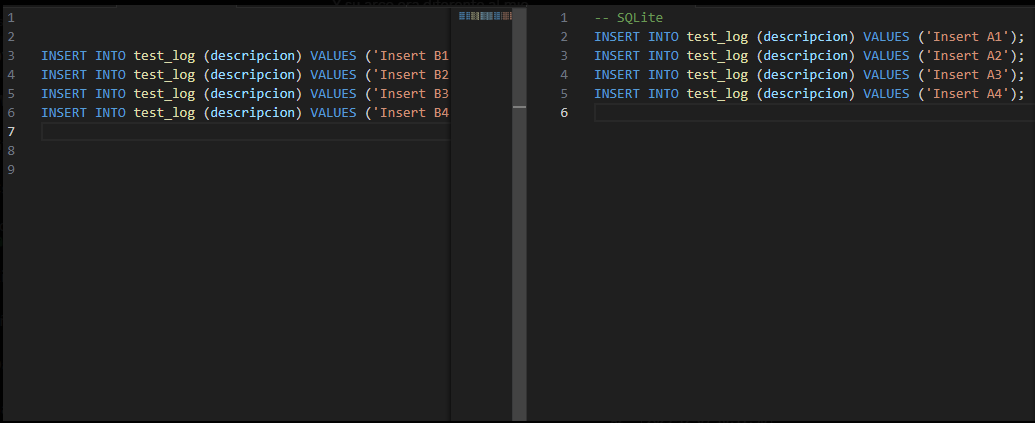 1
2
3 INSERT INTO test_log (descripcion) VALUES ('Insert B1
4 INSERT INTO test_log (descripcion) VALUES ('Insert B2
5 INSERT INTO test_log (descripcion) VALUES ('Insert B3
6 INSERT INTO test_log (descripcion) VALUES ('Insert B4
7
8
9
1 -- SQLite
2 INSERT INTO test_log (descripcion) VALUES ('Insert A1');
3 INSERT INTO test_log (descripcion) VALUES ('Insert A2');
4 INSERT INTO test_log (descripcion) VALUES ('Insert A3');
5 INSERT INTO test_log (descripcion) VALUES ('Insert A4');
6